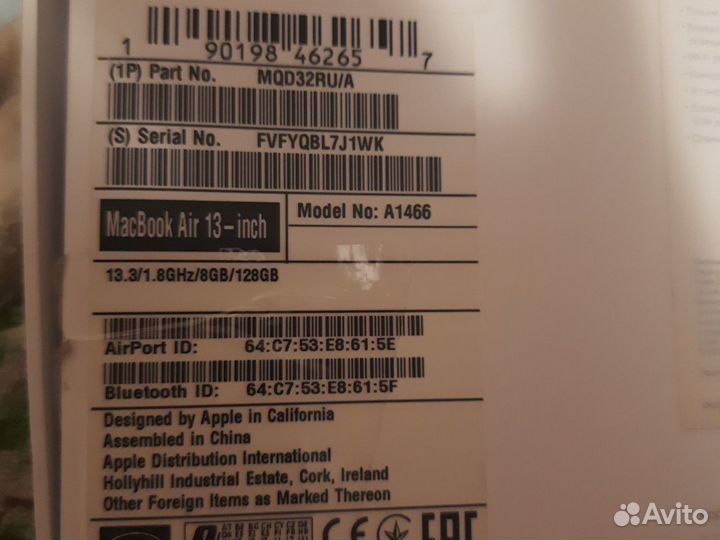 1 90198 46265 7
(1P) Part No. MQD32RU/A
(S) Serial No. FVFYQBL7J1WK
MacBook Air 13-inch
Model No: A1466
13.3/1.8GHz/8GB/128GB
AirPort ID: 64:C7:53:E8:61:5E
Bluetooth ID: 64:C7:53:E8:61:5F
Designed by Apple in California
Assembled in China
Apple Distribution International
Hollyhill Industrial Estate, Cork, Ireland
Other Foreign Items as Marked Thereon
CE EAC
Avito